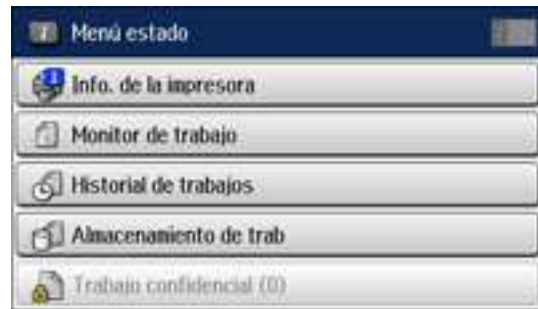 Menú estado
Info. de la impresora
Monitor de trabajo
Historial de trabajos
Almacenamiento de trab
Trabajo confidencial (0)